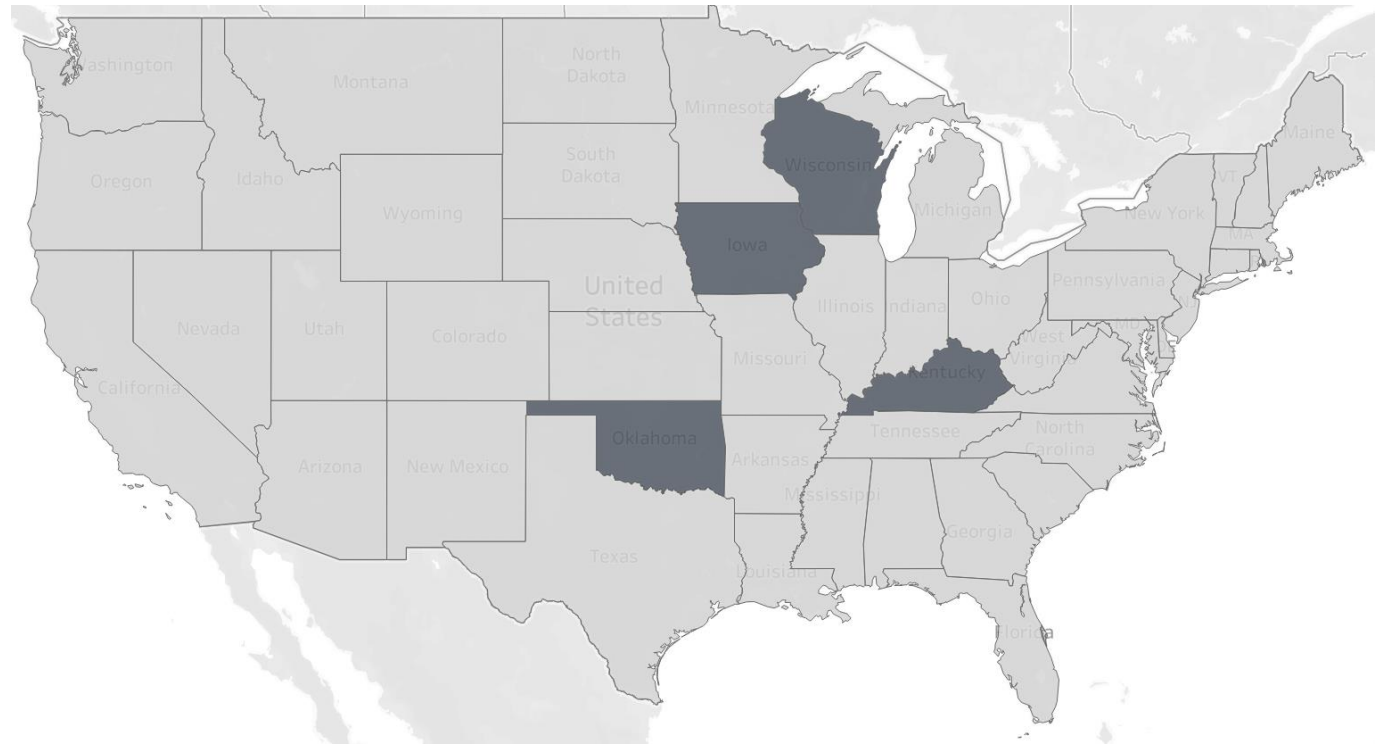 Washington
Montana
North
Dakota
Minnesota
Maine
Oregon
Idaho
South
Dakota
Wisconsin
VT
Wyoming
Michigan
New York
MA
Iowa
United
States
Pennsylvania
Nevada
Utah
Colorado
Illinois
Indiana
Ohio
NJ
MD
West
Virginia
Missouri
California
Kentucky
Arizona
New Mexico
Oklahoma
Arkansas
Tennessee
North
Carolina
Mississippi
Georgia
Texas
Louisiana
Florida